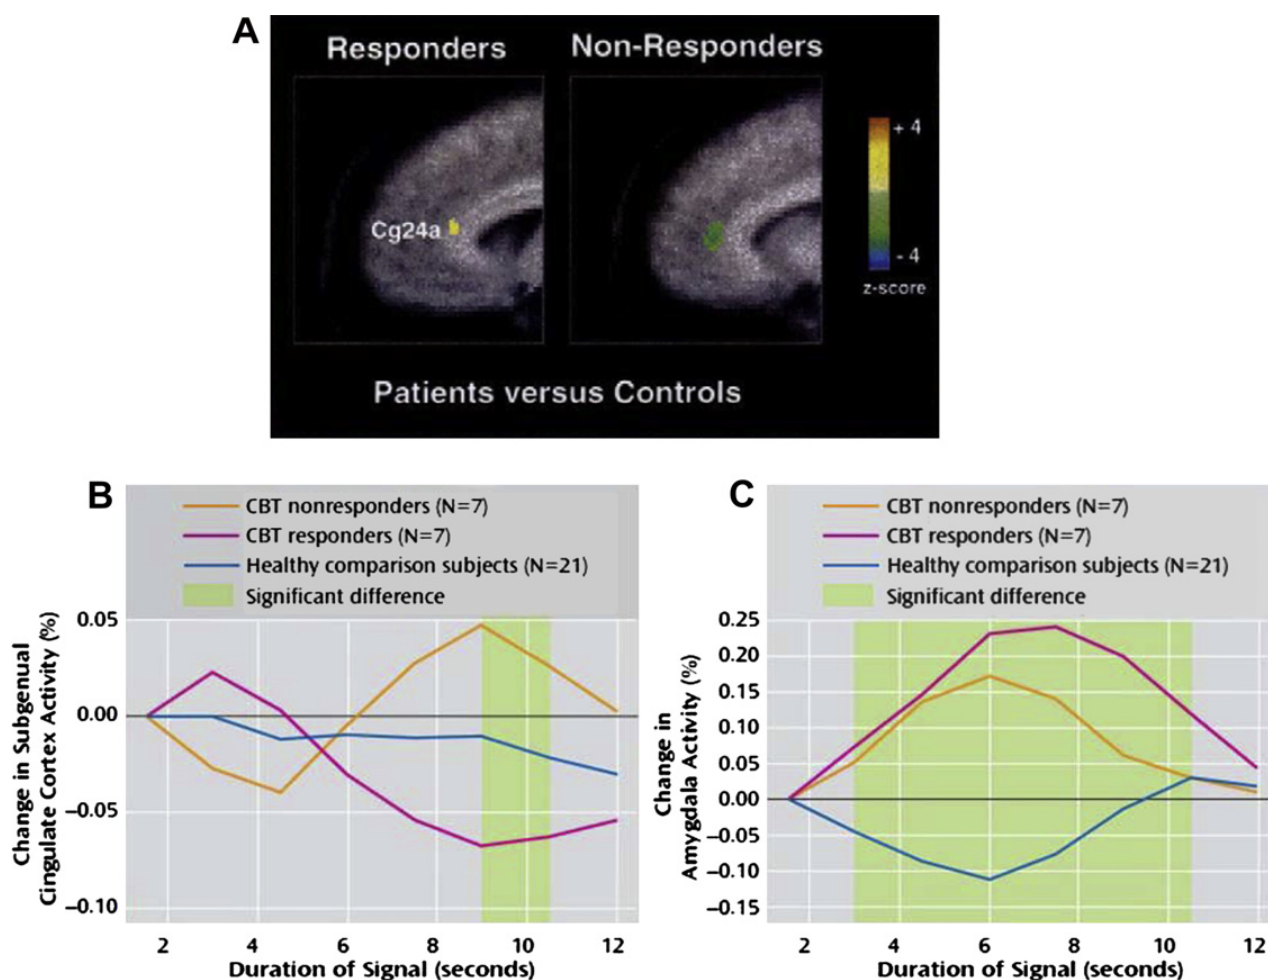 A
Responders
Non-Responders
+ 4
Cg24a
- 4
z-score
Patients versus Controls
B
CBT nonresponders (N=7)
CBT responders (N=7)
Healthy comparison subjects (N=21)
Significant difference
Change in Subgenual
Cingulate Cortex Activity (%)
0.05
0.00
−0.05
−0.10
2 4 6 8 10 12
Duration of Signal (seconds)
C
CBT nonresponders (N=7)
CBT responders (N=7)
Healthy comparison subjects (N=21)
Significant difference
Change in
Amygdala Activity (%)
0.25
0.20
0.15
0.10
0.05
0.00
−0.05
−0.10
−0.15
2 4 6 8 10 12
Duration of Signal (seconds)